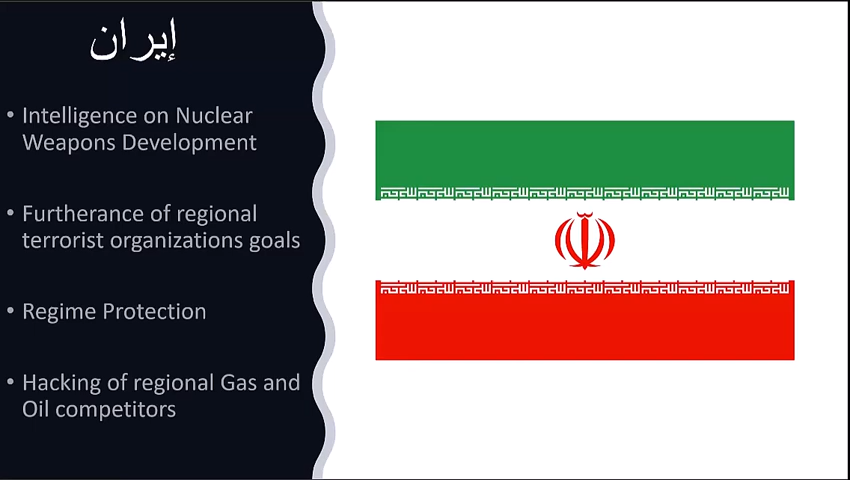 إيران
• Intelligence on Nuclear
Weapons Development
• Furtherance of regional
terrorist organizations goals
• Regime Protection
• Hacking of regional Gas and
Oil competitors